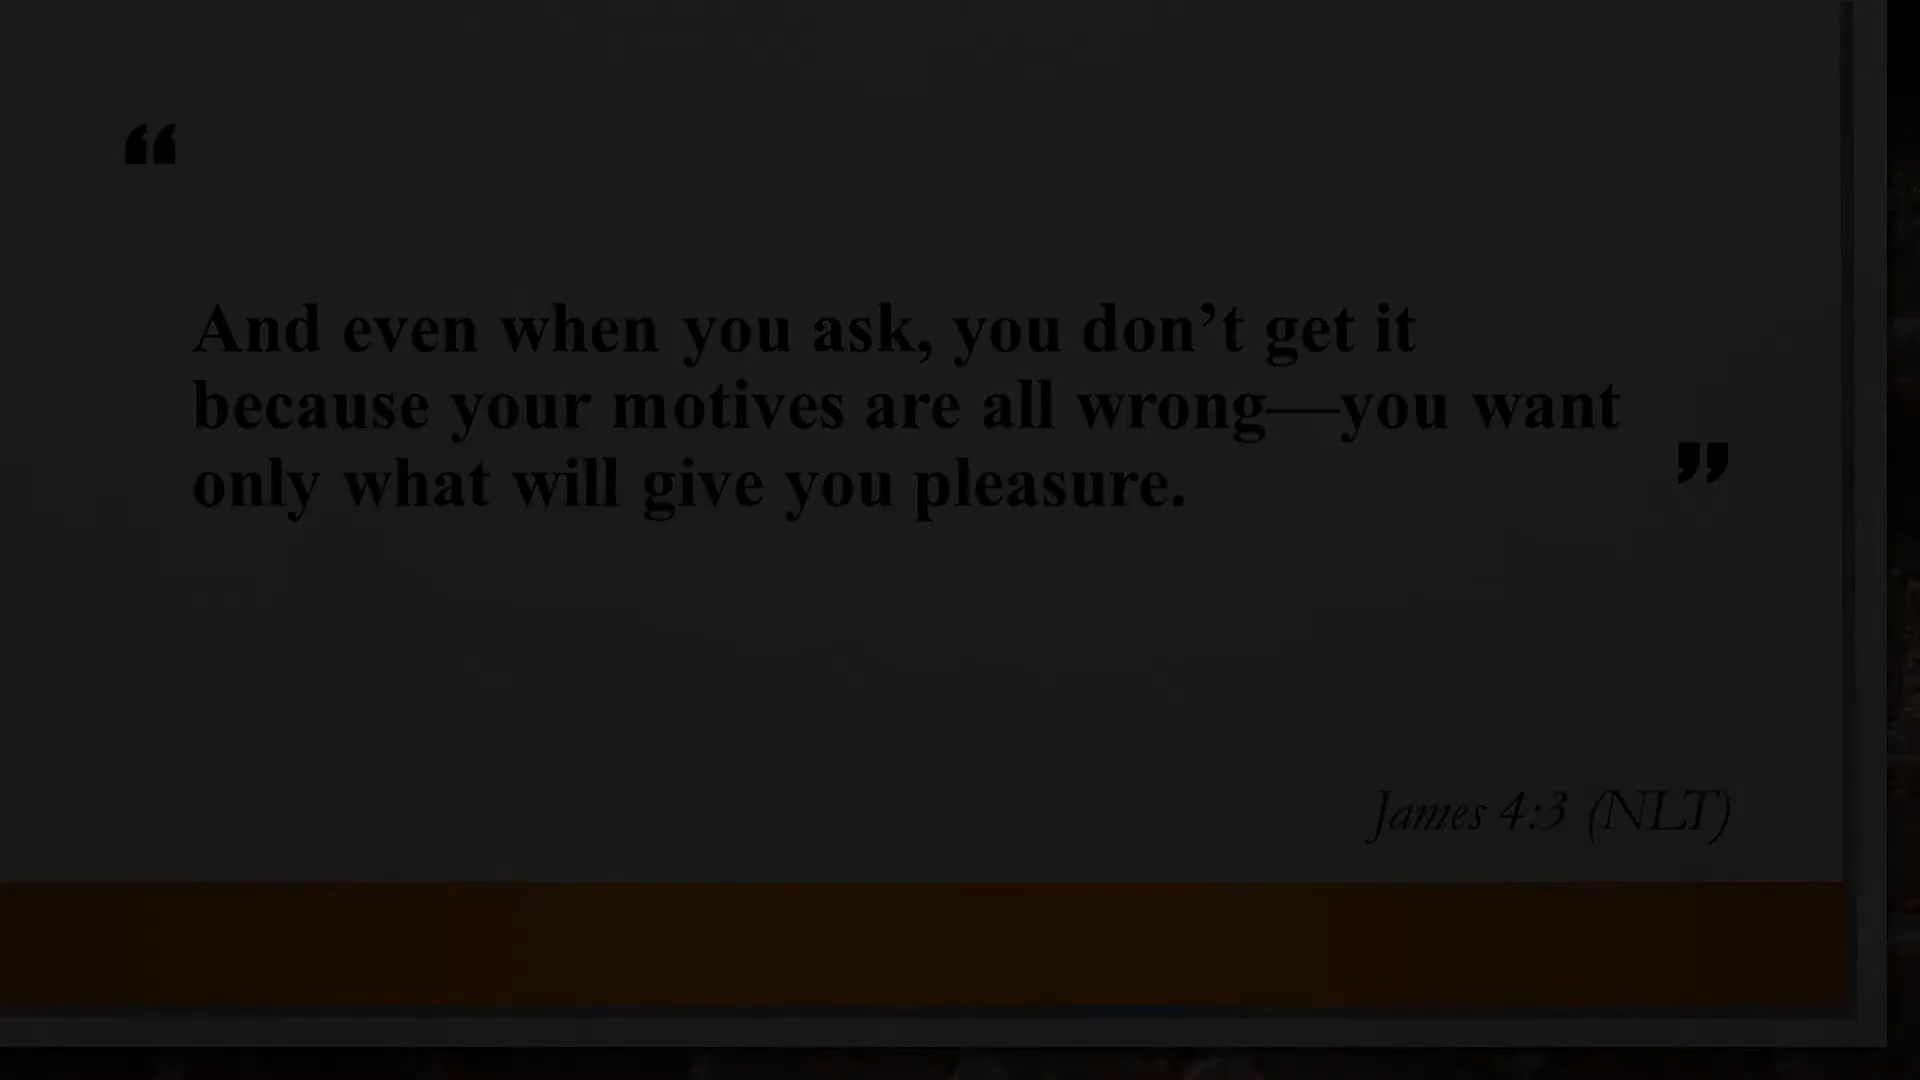 “
And even when you ask, you don’t get it
because your motives are all wrong—you want
only what will give you pleasure.
”
James 4:3 (NLT)